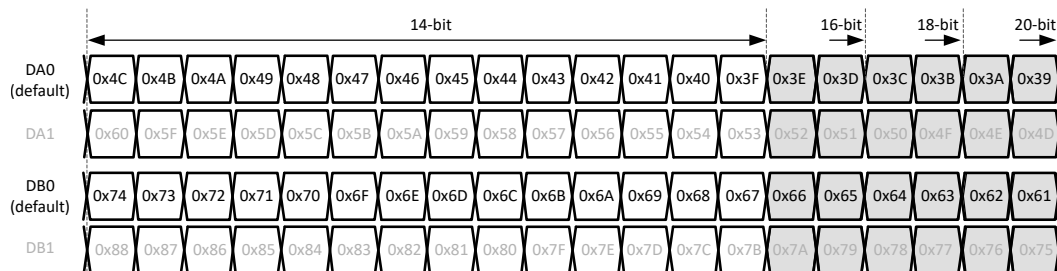 14-bit 16-bit 18-bit 20-bit
DA0 0x4C 0x4B 0x4A 0x49 0x48 0x47 0x46 0x45 0x44 0x43 0x42 0x41 0x40 0x3F 0x3E 0x3D 0x3C 0x3B 0x3A 0x39
(default)
DA1 0x60 0x5F 0x5E 0x5D 0x5C 0x5B 0x5A 0x59 0x58 0x57 0x56 0x55 0x54 0x53 0x52 0x51 0x50 0x4F 0x4E 0x4D
DB0 0x74 0x73 0x72 0x71 0x70 0x6F 0x6E 0x6D 0x6C 0x6B 0x6A 0x69 0x68 0x67 0x66 0x65 0x64 0x63 0x62 0x61
(default)
DB1 0x88 0x87 0x86 0x85 0x84 0x83 0x82 0x81 0x80 0x7F 0x7E 0x7D 0x7C 0x7B 0x7A 0x79 0x78 0x77 0x76 0x75